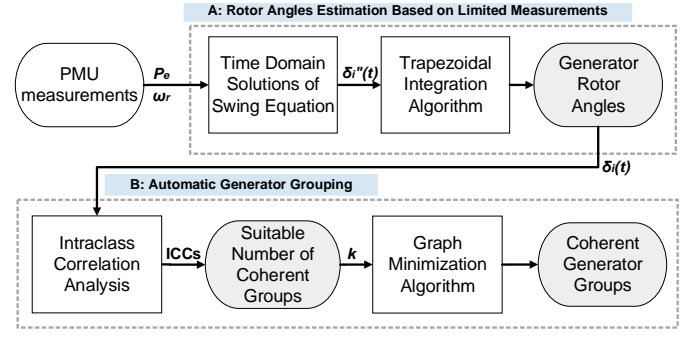 A: Rotor Angles Estimation Based on Limited Measurements
PMU
measurements
Pe
ωr
Time Domain
Solutions of
Swing Equation
δi"(t)
Trapezoidal
Integration
Algorithm
Generator
Rotor
Angles
δi(t)
B: Automatic Generator Grouping
Intraclass
Correlation
Analysis
ICCs
Suitable
Number of
Coherent
Groups
k
Graph
Minimization
Algorithm
Coherent
Generator
Groups